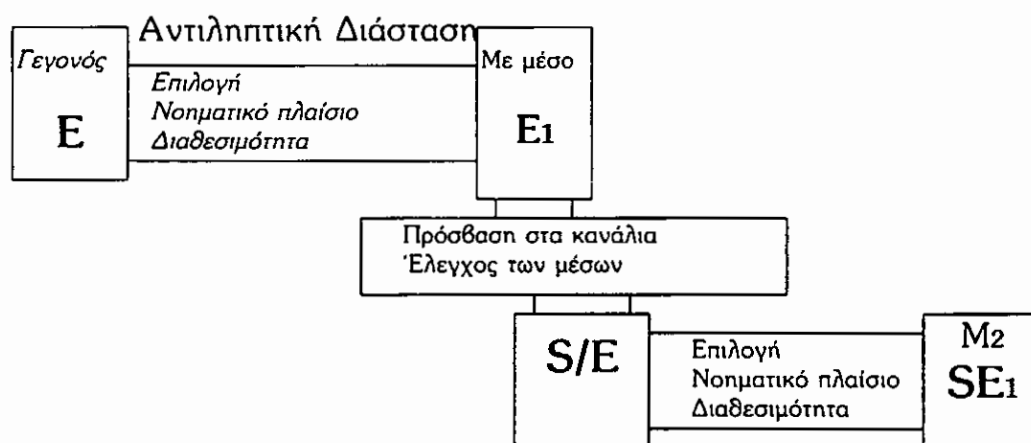 Αντιληπτική Διάσταση
Γεγονός
E
Επιλογή
Νοηματικό πλαίσιο
Διαθεσιμότητα
Με μέσο
E1
Πρόσβαση στα κανάλια
Έλεγχος των μέσων
S/E
Επιλογή
Νοηματικό πλαίσιο
Διαθεσιμότητα
M2
SE1